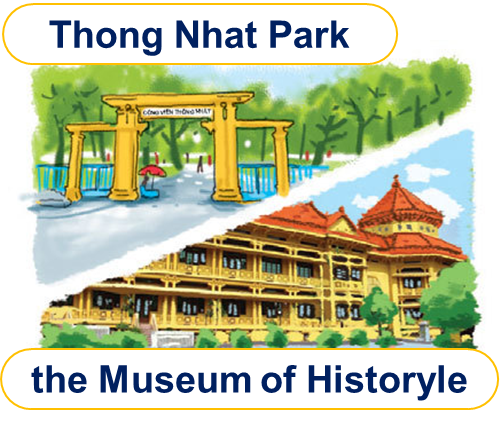 Thong Nhat Park
CÔNG VIÊN THỐNG NHẤT
the Museum of Historyle